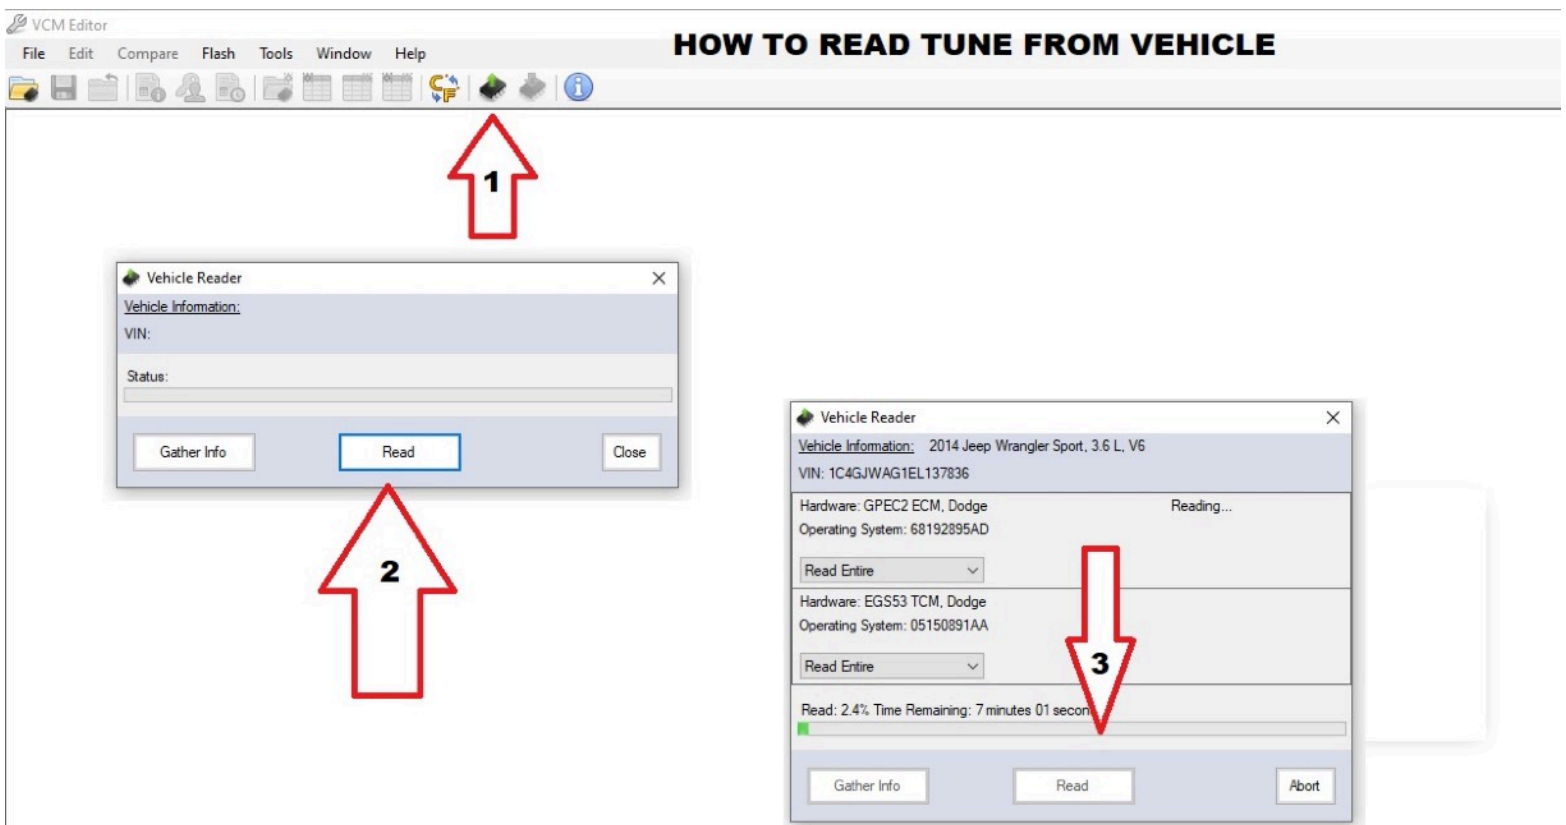 VCM Editor
HOW TO READ TUNE FROM VEHICLE
File Edit Compare Flash Tools Window Help
1
Vehicle Reader
Vehicle Information:
VIN:
Status:
Gather Info Read Close
2
Vehicle Reader
Vehicle Information: 2014 Jeep Wrangler Sport, 3.6 L, V6
VIN: 1C4GJWAG1EL137836
Hardware: GPEC2 ECM, Dodge Reading...
Operating System: 68192895AD
Read Entire
Hardware: EGS53 TCM, Dodge
Operating System: 05150891AA
Read Entire
3
Read: 2.4% Time Remaining: 7 minutes 01 secon
Gather Info Read Abort